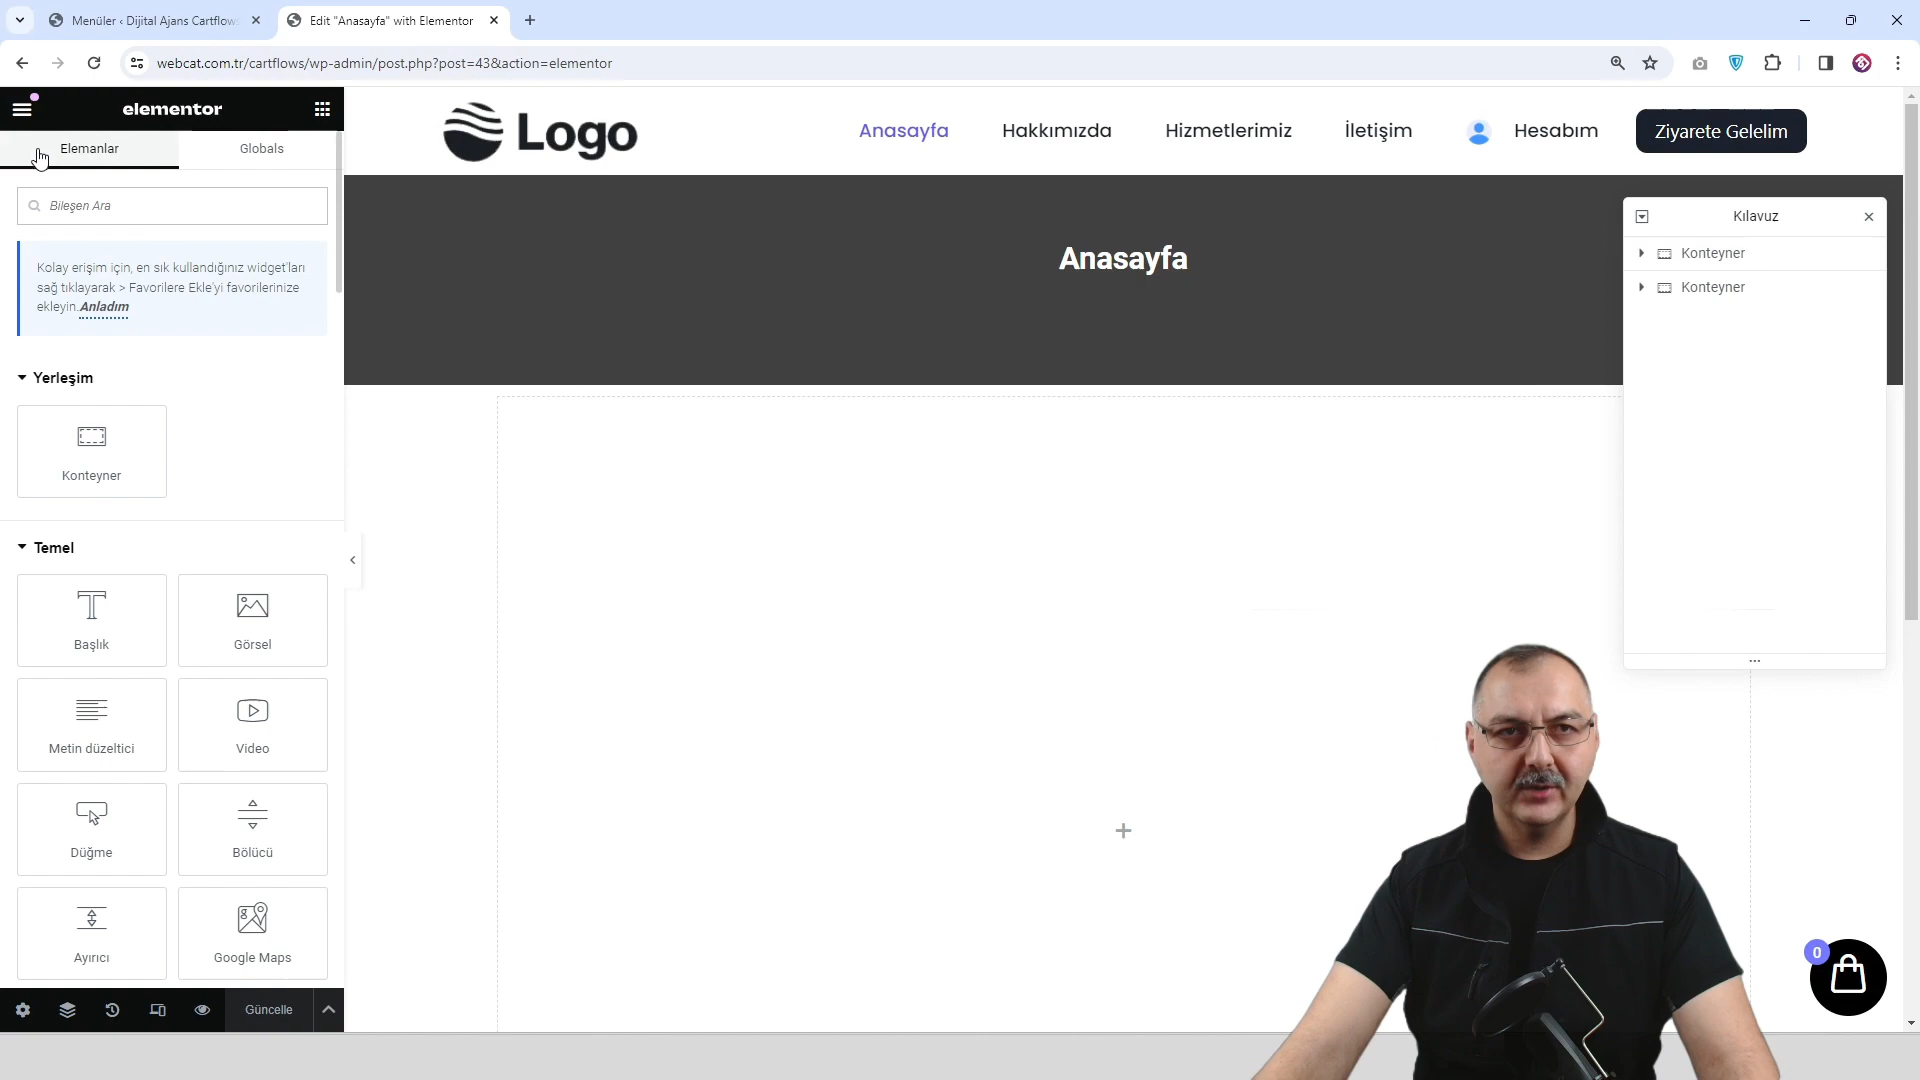 Menüler ‹ Dijital Ajans Cartflow
Edit "Anasayfa" with Elementor
webcat.com.tr/cartflows/wp-admin/post.php?post=43&action=elementor
elementor
Elemanlar
Globals
Bileşen Ara
Kolay erişim için, en sık kullandığınız widget'ları
sağ tıklayarak > Favorilere Ekle'yi favorilerinize
ekleyin. Anladım
Yerleşim
Konteyner
Temel
Başlık
Görsel
Metin düzeltici
Video
Düğme
Bölücü
Ayırıcı
Google Maps
Güncelle
Logo
Anasayfa
Hakkımızda
Hizmetlerimiz
İletişim
Hesabım
Ziyarete Gelelim
Anasayfa
Kılavuz
Konteyner
Konteyner
0